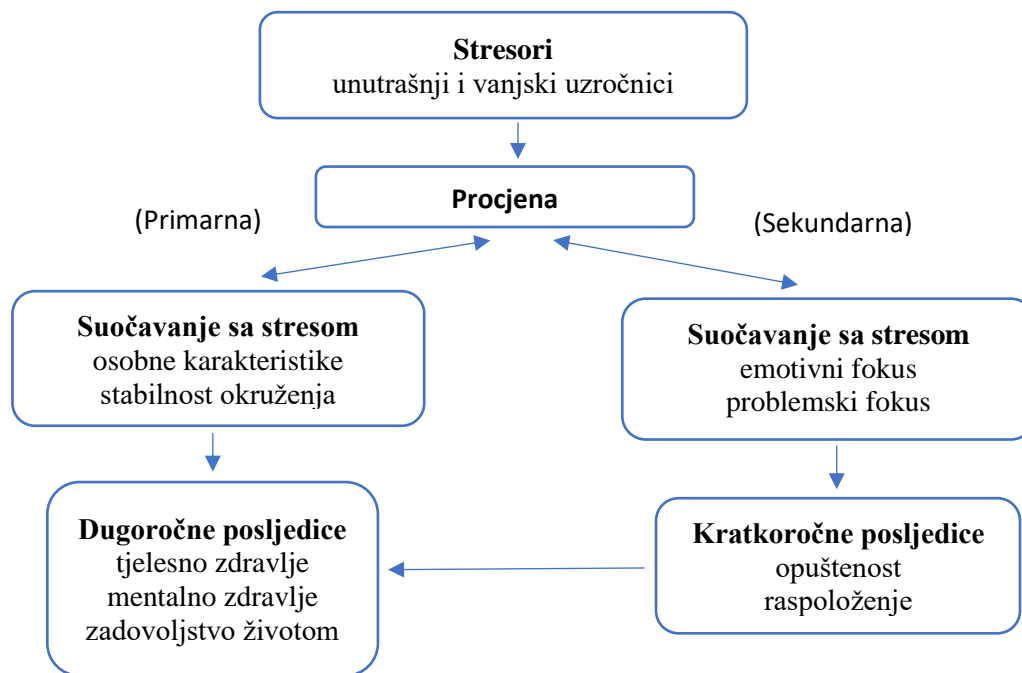 Stresori
unutrašnji i vanjski uzročnici
Procjena
(Primarna)
(Sekundarna)
Suočavanje sa stresom
osobne karakteristike
stabilnost okruženja
Suočavanje sa stresom
emotivni fokus
problemski fokus
Dugoročne posljedice
tjelesno zdravlje
mentalno zdravlje
zadovoljstvo životom
Kratkoročne posljedice
opuštenost
raspoloženje